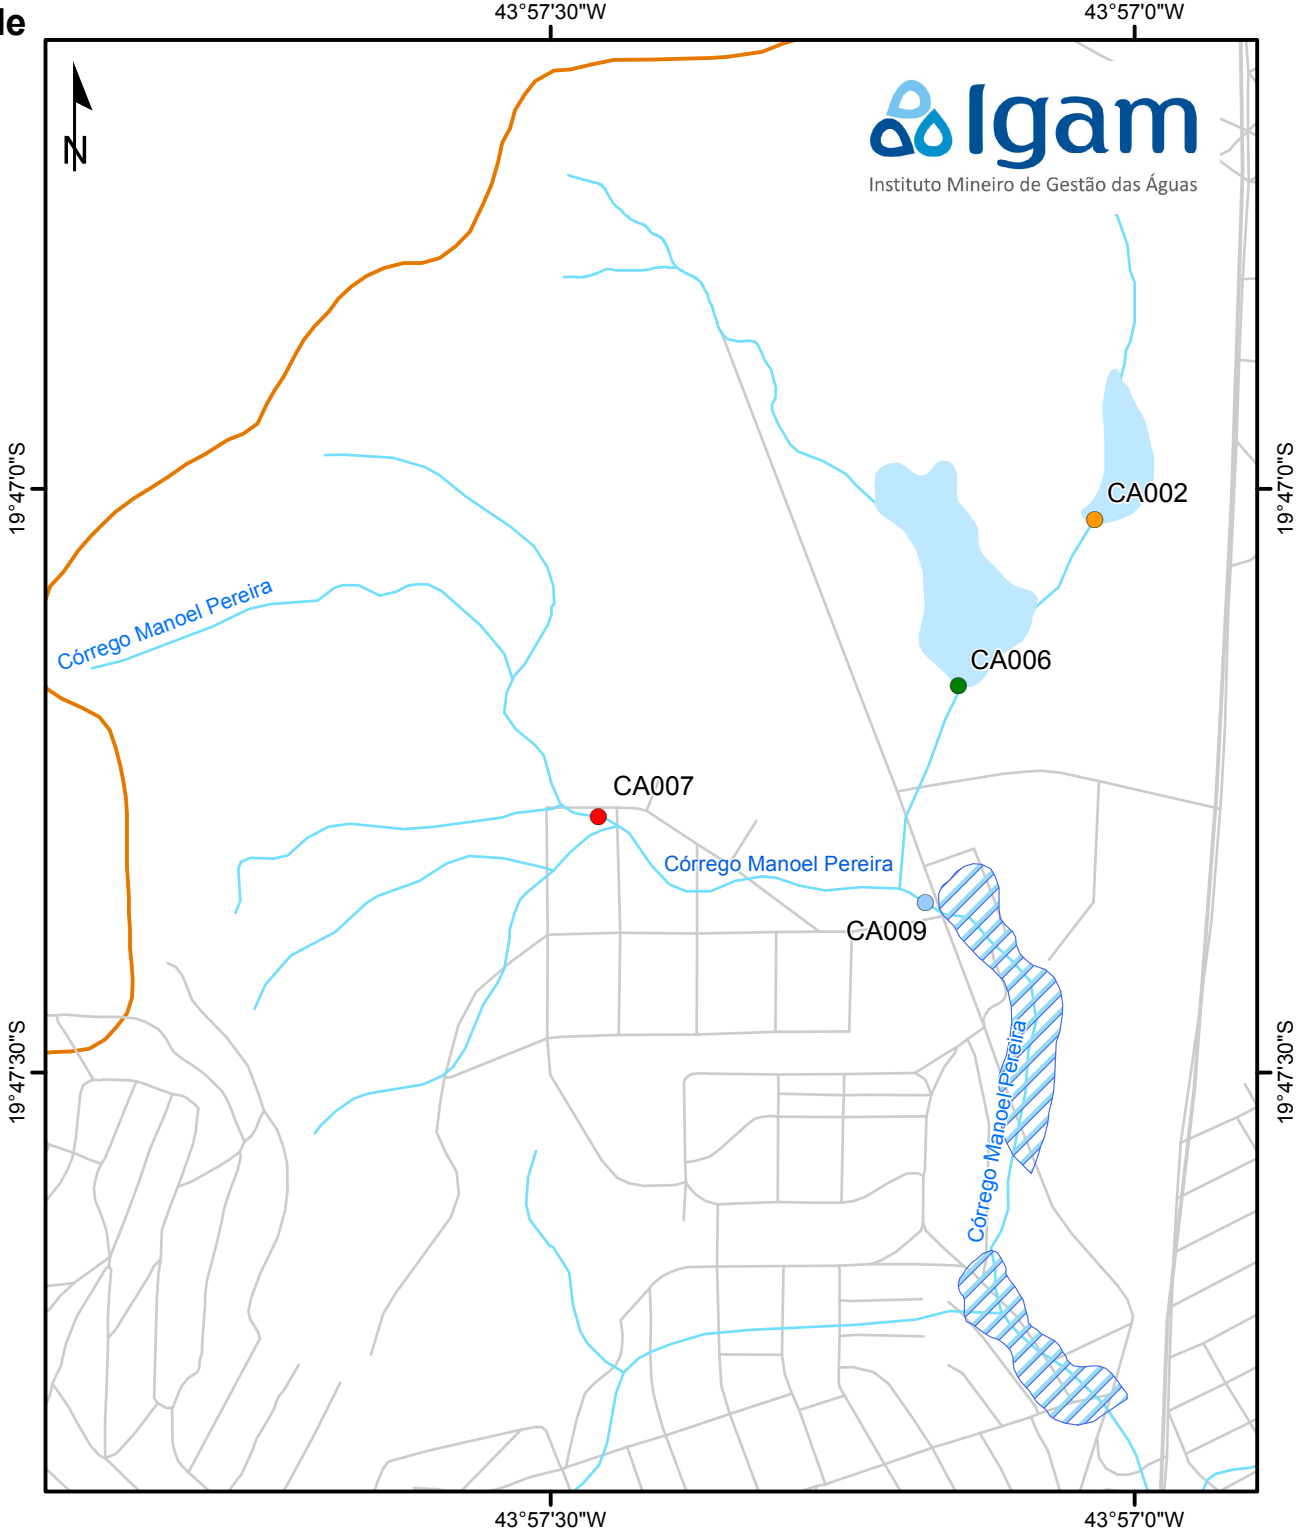 de
43°57'30"W
43°57'0"W
N
Igam
Instituto Mineiro de Gestão das Águas
19°47'0"S
19°47'0"S
CA002
Córrego Manoel Pereira
CA006
CA007
Córrego Manoel Pereira
CA009
19°47'30"S
19°47'30"S
Córrego Manoel Pereira
43°57'30"W
43°57'0"W